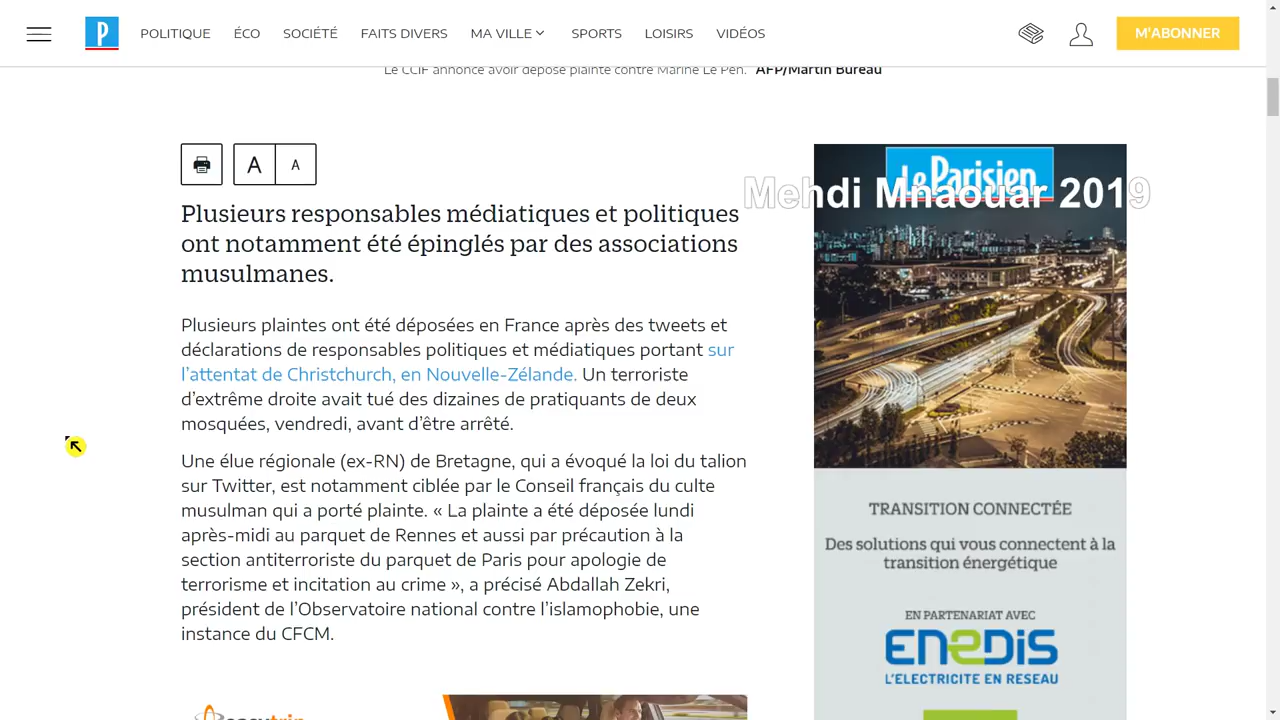 P
POLITIQUE ÉCO SOCIÉTÉ FAITS DIVERS MA VILLE SPORTS LOISIRS VIDÉOS
M'ABONNER
Le CCIF annonce avoir déposé plainte contre Marine Le Pen. AFP/Martin Bureau
A A
Plusieurs responsables médiatiques et politiques
ont notamment été épinglés par des associations
musulmanes.
Plusieurs plaintes ont été déposées en France après des tweets et
déclarations de responsables politiques et médiatiques portant sur
l’attentat de Christchurch, en Nouvelle-Zélande. Un terroriste
d’extrême droite avait tué des dizaines de pratiquants de deux
mosquées, vendredi, avant d’être arrêté.
Une élue régionale (ex-RN) de Bretagne, qui a évoqué la loi du talion
sur Twitter, est notamment ciblée par le Conseil français du culte
musulman qui a porté plainte. « La plainte a été déposée lundi
après-midi au parquet de Rennes et aussi par précaution à la
section antiterroriste du parquet de Paris pour apologie de
terrorisme et incitation au crime », a précisé Abdallah Zekri,
président de l’Observatoire national contre l’islamophobie, une
instance du CFCM.
Le Parisien
Mehdi Mnaouar 2019
TRANSITION CONNECTÉE
Des solutions qui vous connectent à la
transition énergétique
EN PARTENARIAT AVEC
ENEDIS
L'ELECTRICITE EN RESEAU